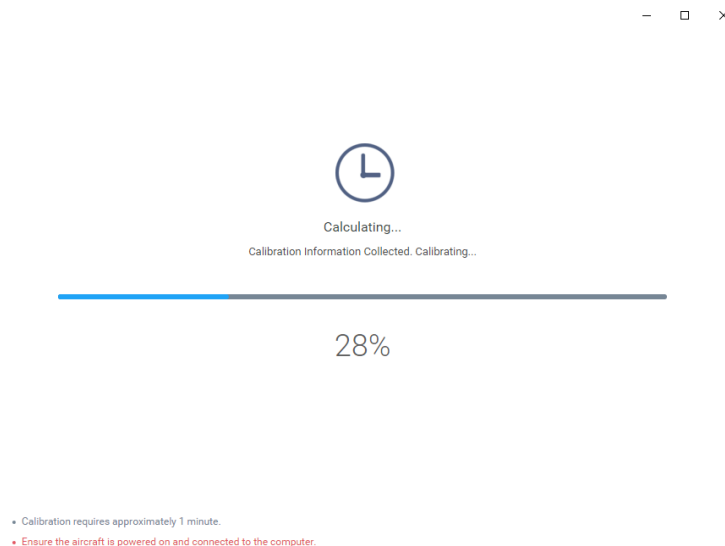 Calculating...
Calibration Information Collected. Calibrating...
28%
• Calibration requires approximately 1 minute.
• Ensure the aircraft is powered on and connected to the computer.